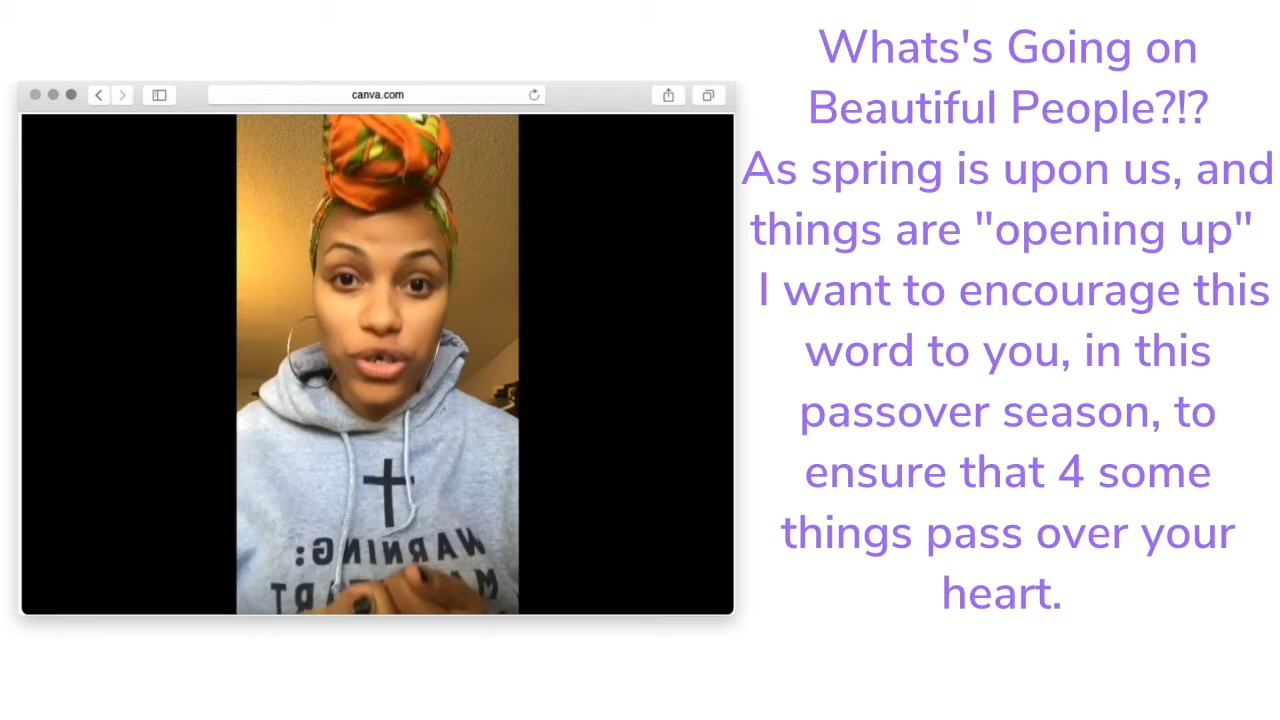 canva.com
WARNING:
Whats's Going on
Beautiful People?!?
As spring is upon us, and
things are "opening up"
I want to encourage this
word to you, in this
passover season, to
ensure that 4 some
things pass over your
heart.